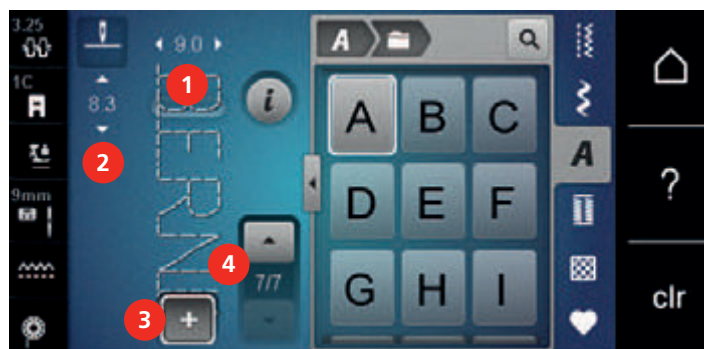 3.25
1C
9mm
9.0
8.3
1
2
3
4
BERN
i
+
7/7
A
A B C
D E F
G H I
A
?
clr